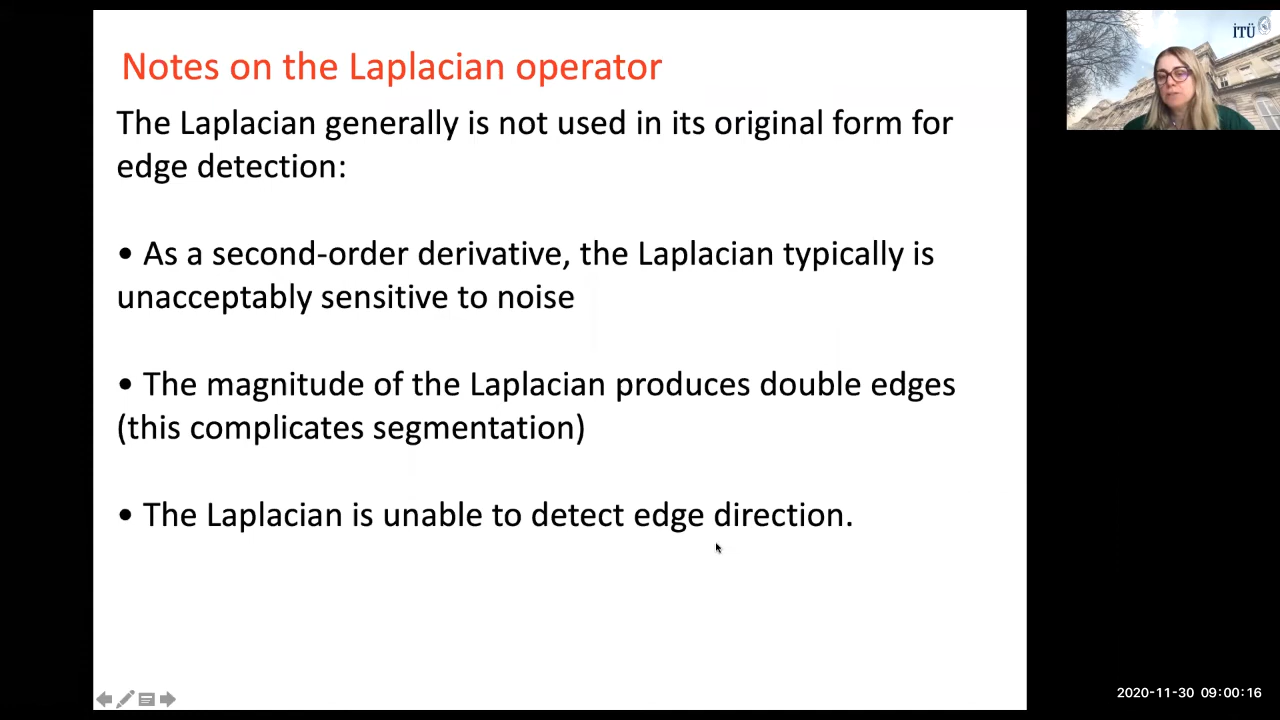 Notes on the Laplacian operator
The Laplacian generally is not used in its original form for
edge detection:
• As a second-order derivative, the Laplacian typically is
unacceptably sensitive to noise
• The magnitude of the Laplacian produces double edges
(this complicates segmentation)
• The Laplacian is unable to detect edge direction.
İTÜ
2020-11-30 09:00:16